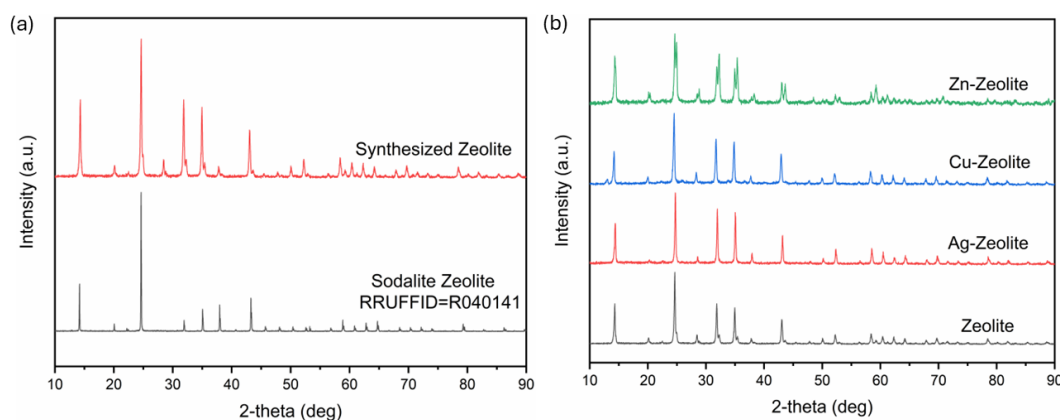 (a)
Intensity (a.u.)
Synthesized Zeolite
Sodalite Zeolite
RRUFFID=R040141
10 20 30 40 50 60 70 80 90
2-theta (deg)
(b)
Intensity (a.u.)
Zn-Zeolite
Cu-Zeolite
Ag-Zeolite
Zeolite
10 20 30 40 50 60 70 80 90
2-theta (deg)